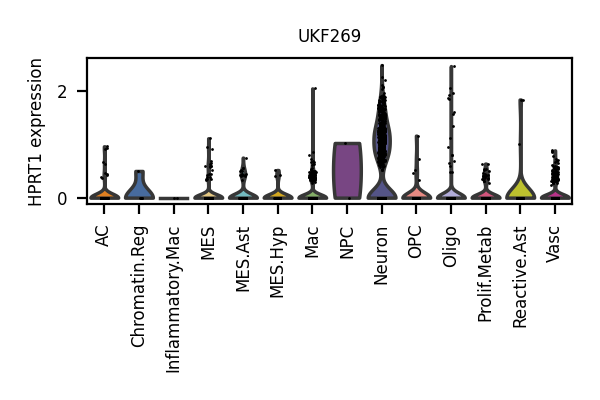 UKF269
HPRT1 expression
2
0
AC
Chromatin.Reg
Inflammatory.Mac
MES
MES.Ast
MES.Hyp
Mac
NPC
Neuron
OPC
Oligo
Prolif.Metab
Reactive.Ast
Vasc